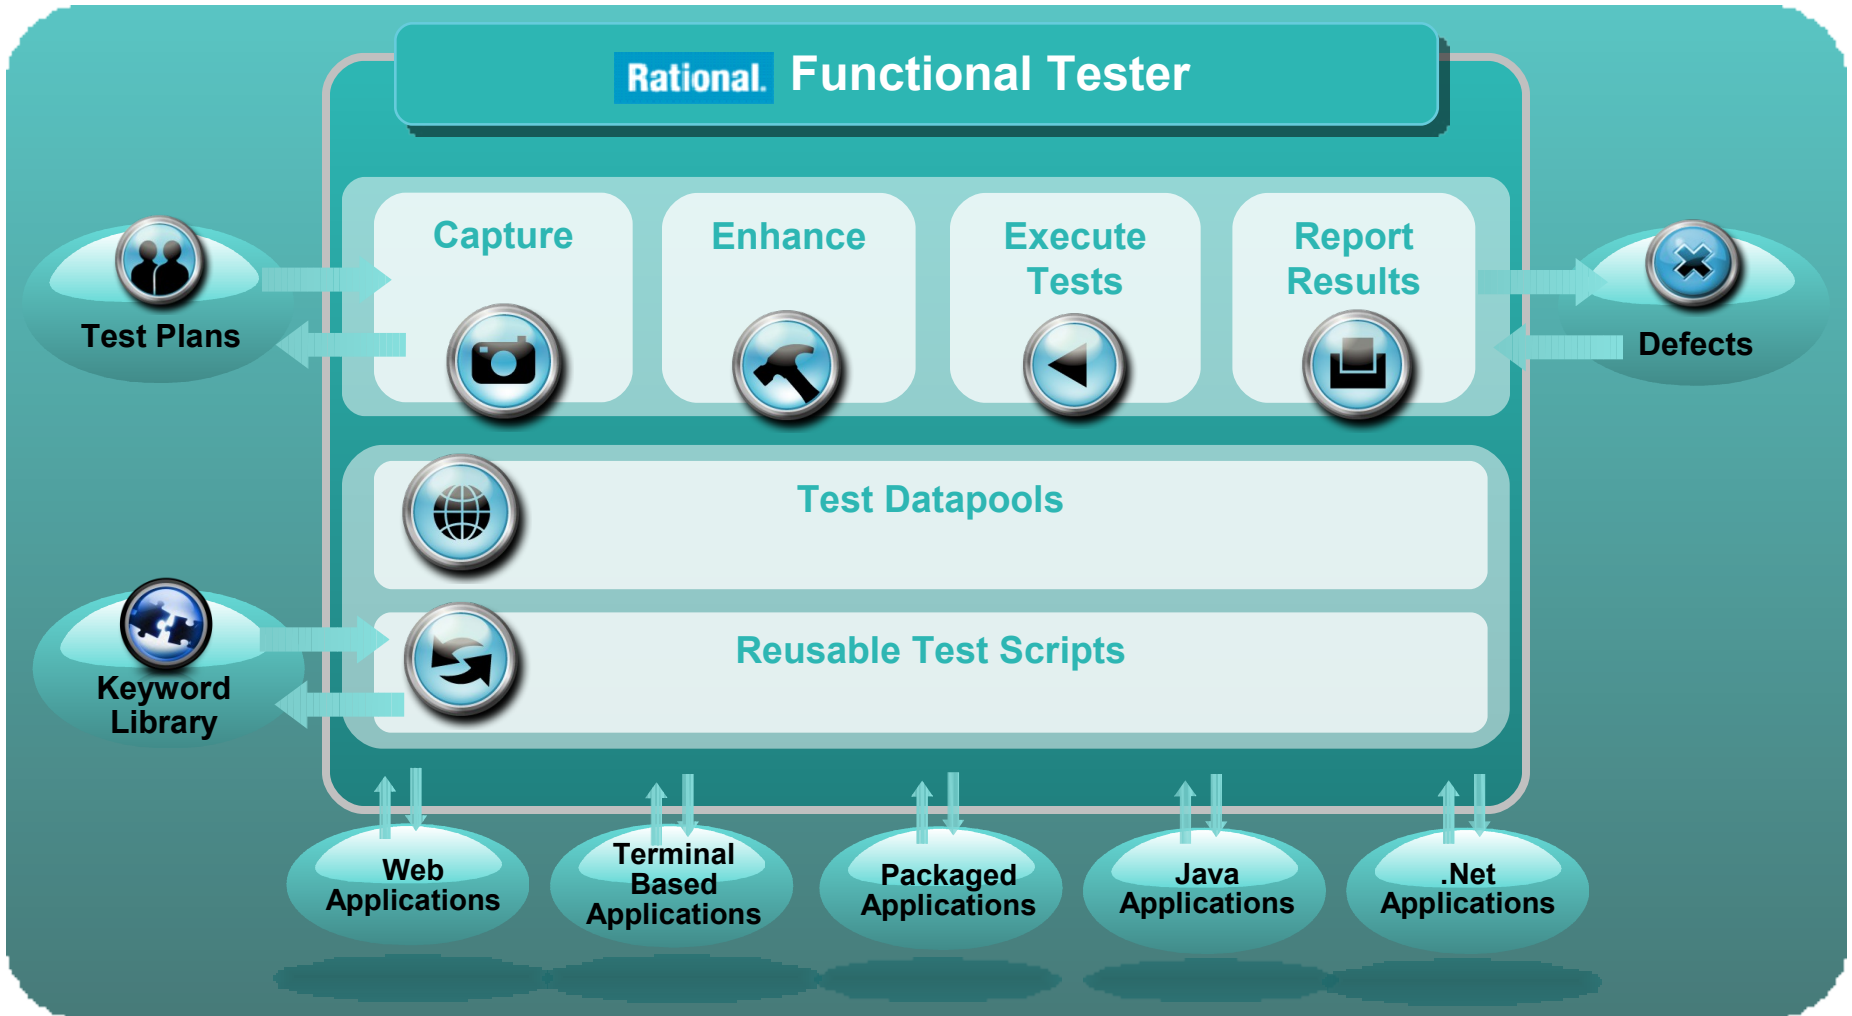 Rational. Functional Tester
Capture
Enhance
Execute
Tests
Report
Results
Test Plans
Defects
Test Datapools
Reusable Test Scripts
Keyword
Library
Web
Applications
Terminal
Based
Applications
Packaged
Applications
Java
Applications
.Net
Applications